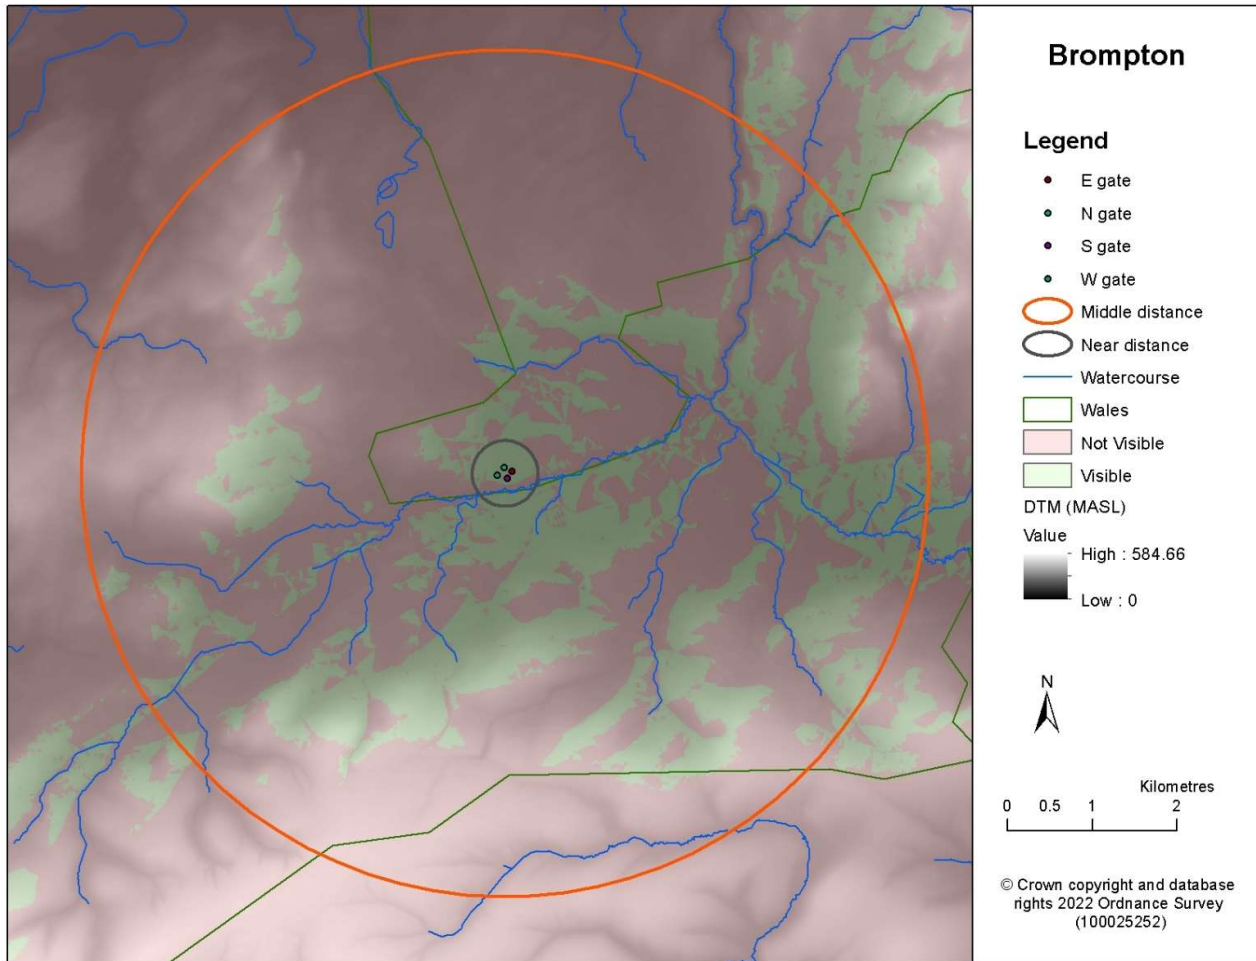 Brompton
Legend
E gate
N gate
S gate
W gate
Middle distance
Near distance
Watercourse
Wales
Not Visible
Visible
DTM (MASL)
Value
High : 584.66
Low : 0
N
Kilometres
0 0.5 1 2
© Crown copyright and database
rights 2022 Ordnance Survey
(100025252)